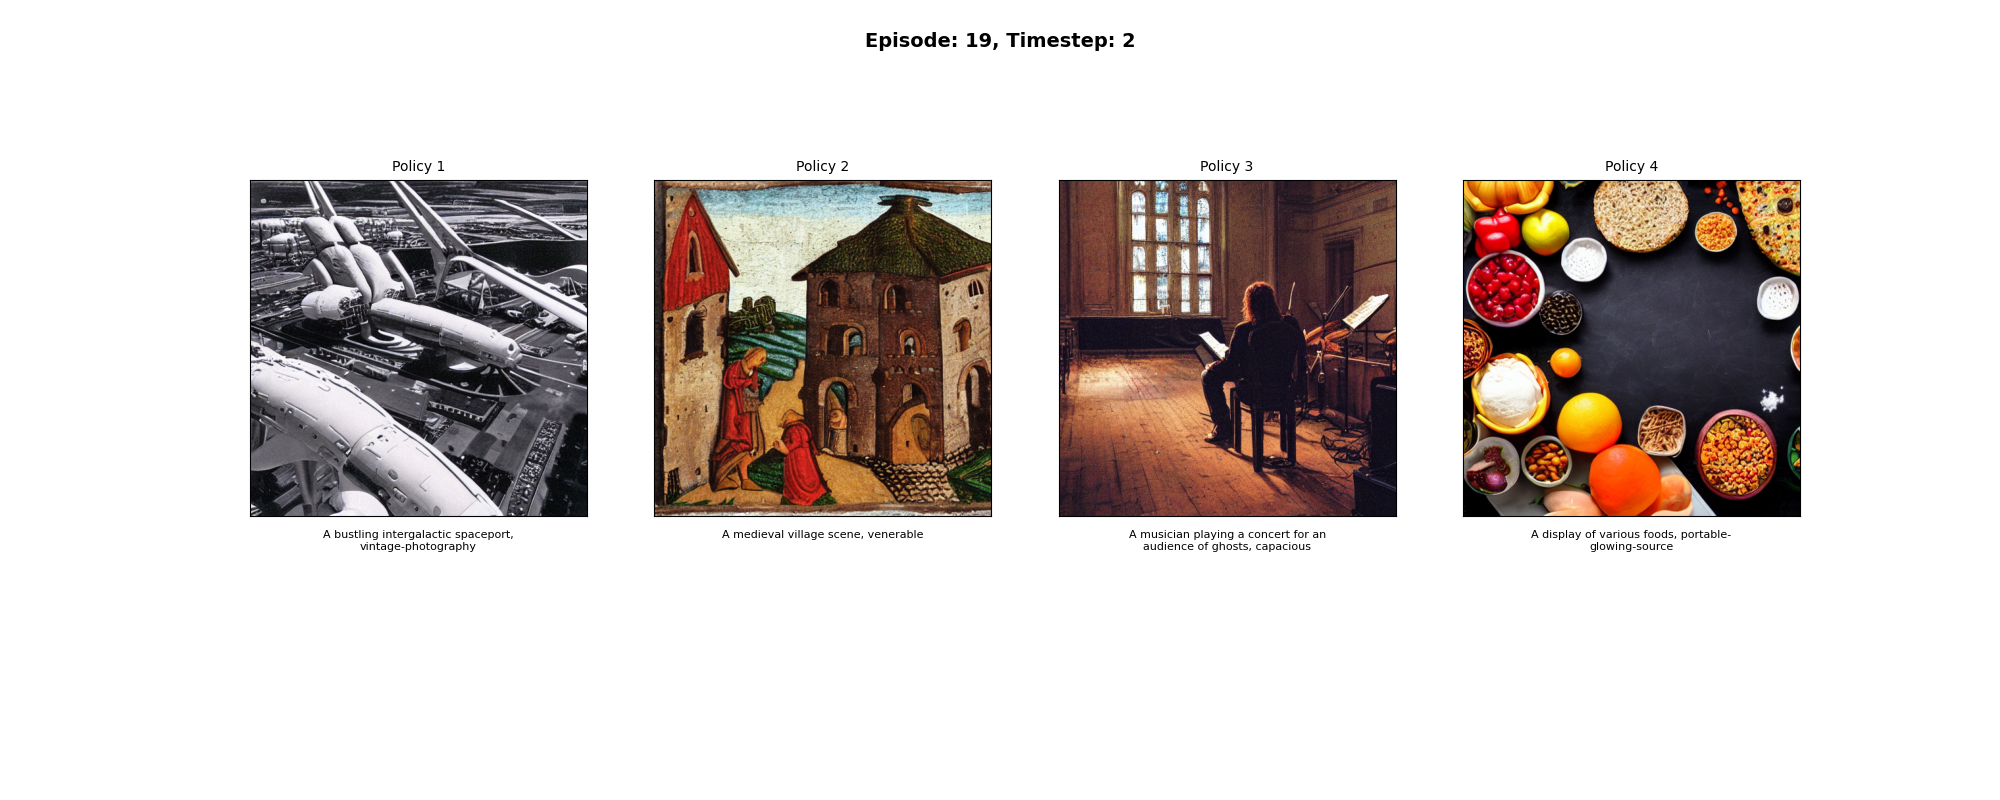 Episode: 19, Timestep: 2
Policy 1
Policy 2
Policy 3
Policy 4
A bustling intergalactic spaceport,
vintage-photography
A medieval village scene, venerable
A musician playing a concert for an
audience of ghosts, capacious
A display of various foods, portable-
glowing-source